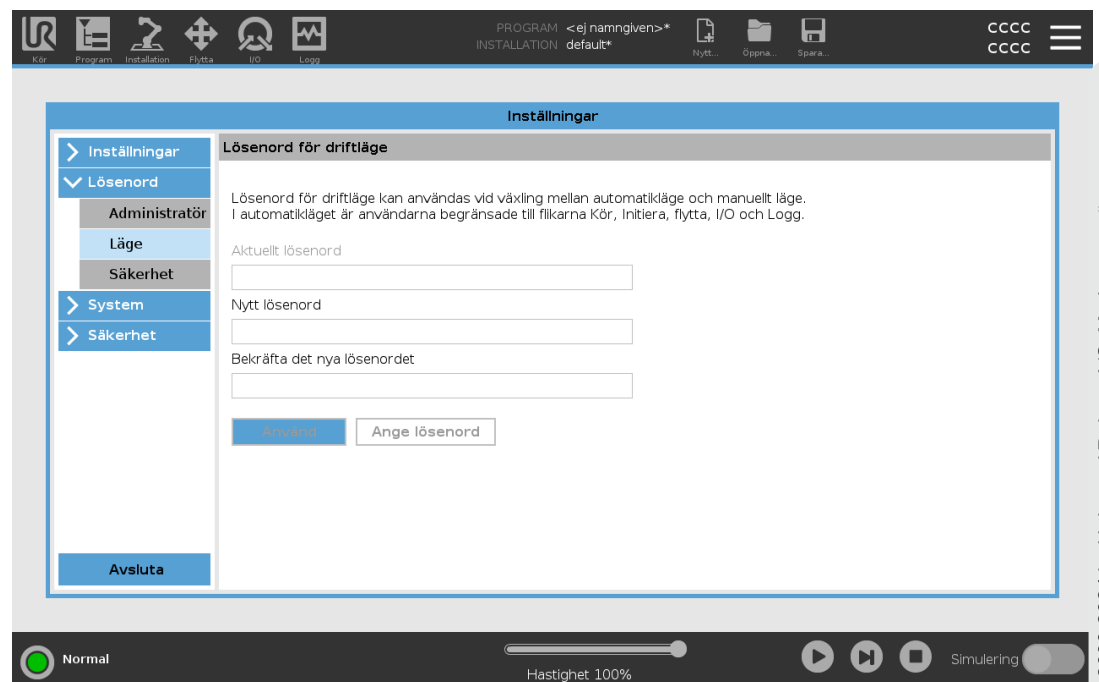 PROGRAM <ej namngiven>*
INSTALLATION default*
cccc
cccc
Kör
Program
Installation
Flytta
I/O
Logg
Nytt...
Öppna...
Spara...
Inställningar
Inställningar
Lösenord
Administratör
Läge
Säkerhet
System
Säkerhet
Avsluta
Lösenord för driftläge
Lösenord för driftläge kan användas vid växling mellan automatikläge och manuellt läge.
I automatikläget är användarna begränsade till flikarna Kör, Initiera, flytta, I/O och Logg.
Aktuellt lösenord
Nytt lösenord
Bekräfta det nya lösenordet
Använd
Ange lösenord
Normal
Hastighet 100%
Simulering